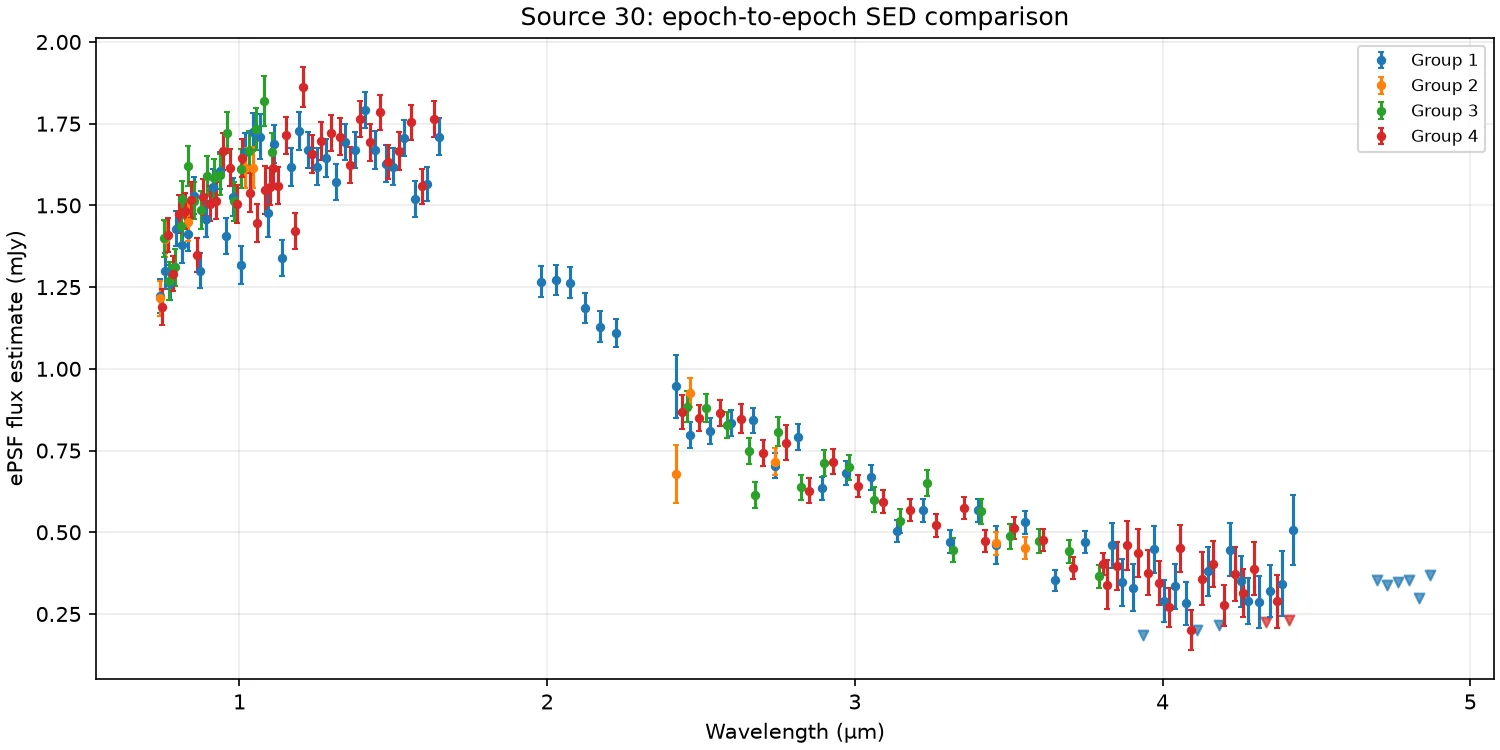 Source 30: epoch-to-epoch SED comparison
2.00
1.75
1.50
1.25
1.00
0.75
0.50
0.25
ePSF flux estimate (mJy)
Group 1
Group 2
Group 3
Group 4
1
2
3
4
5
Wavelength (μm)